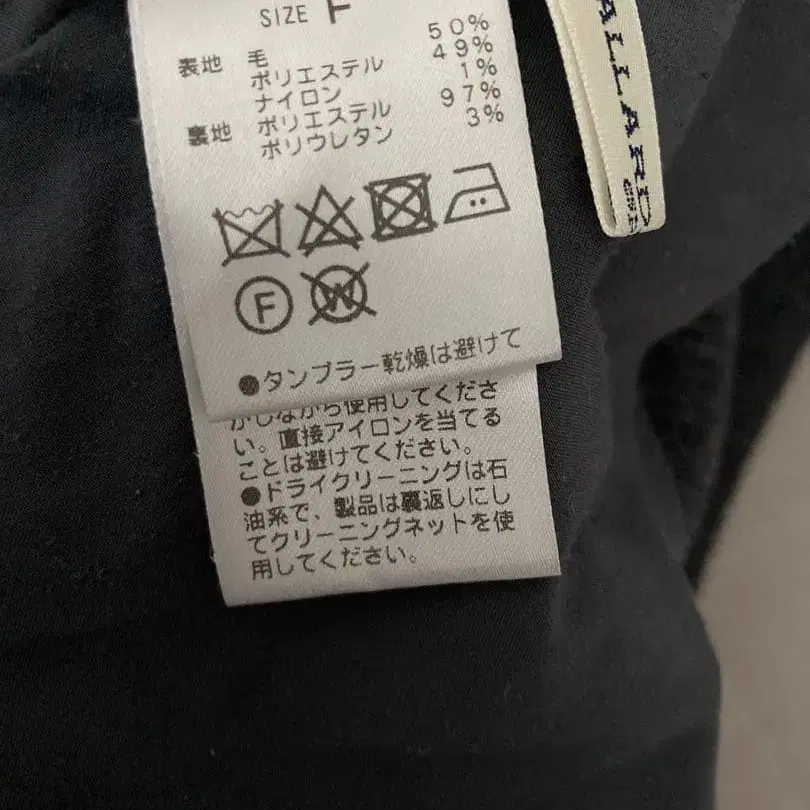 SIZE F
表地 毛 50%
ポリエステル 49%
ナイロン 1%
裏地 ポリエステル 97%
ポリウレタン 3%
F W
●タンブラー乾燥は避けて
かしながら使用してくださ
い。直接アイロンを当てる
ことは避けてください。
●ドライクリーニングは石
油系で、製品は裏返しにし
てクリーニングネットを使
用してください。
ALLARD